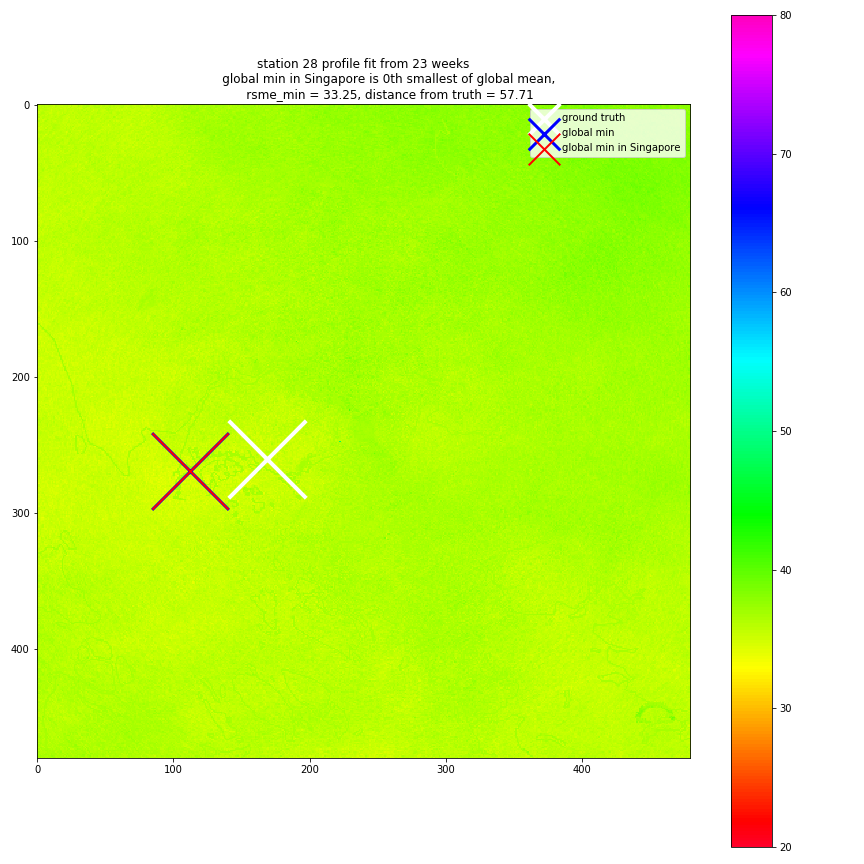 station 28 profile fit from 23 weeks
global min in Singapore is 0th smallest of global mean,
rsme_min = 33.25, distance from truth = 57.71
ground truth
global min
global min in Singapore
0
100
200
300
400
0
100
200
300
400
80
70
60
50
40
30
20